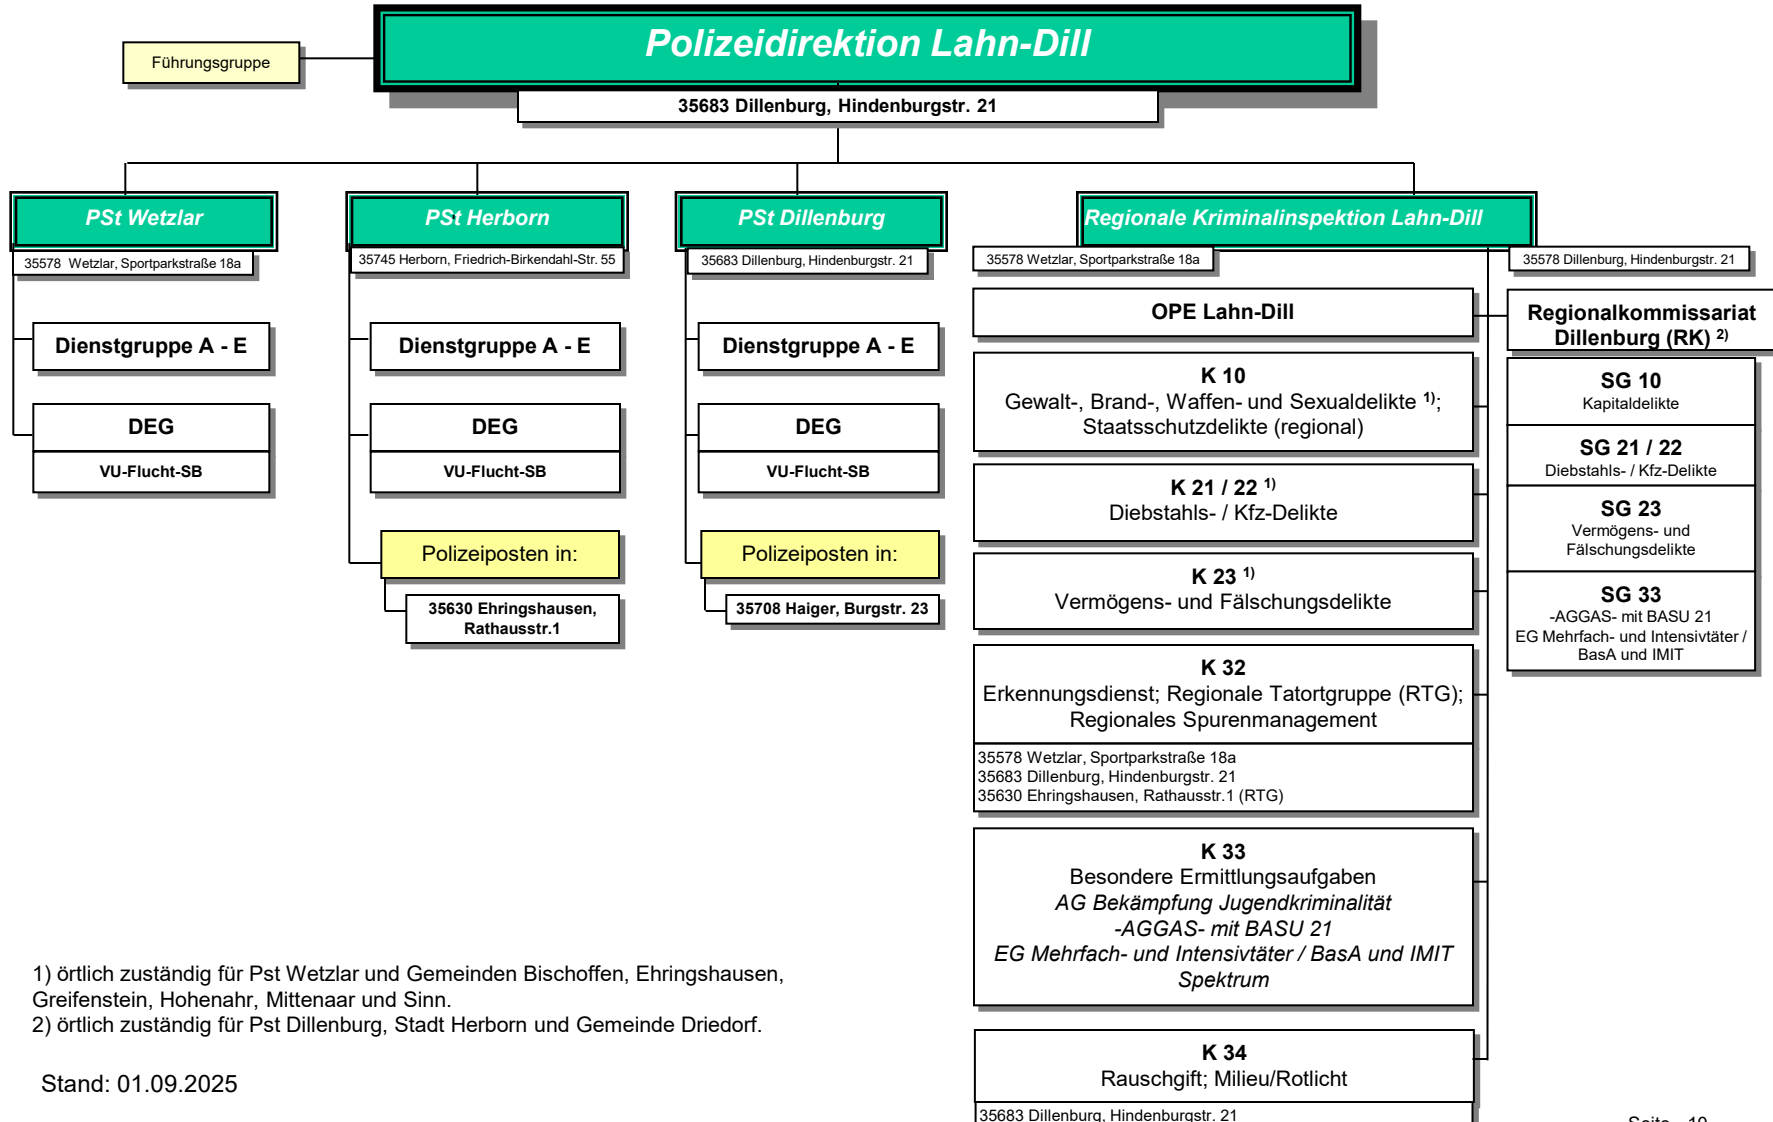 Polizeidirektion Lahn-Dill
Führungsgruppe
35683 Dillenburg, Hindenburgstr. 21
PSt Wetzlar
35578 Wetzlar, Sportparkstraße 18a
Dienstgruppe A - E
DEG
VU-Flucht-SB
PSt Herborn
35745 Herborn, Friedrich-Birkendahl-Str. 55
Dienstgruppe A - E
DEG
VU-Flucht-SB
Polizeiposten in:
35630 Ehringshausen,
Rathausstr.1
PSt Dillenburg
35683 Dillenburg, Hindenburgstr. 21
Dienstgruppe A - E
DEG
VU-Flucht-SB
Polizeiposten in:
35708 Haiger, Burgstr. 23
Regionale Kriminalinspektion Lahn-Dill
35578 Wetzlar, Sportparkstraße 18a
OPE Lahn-Dill
K 10
Gewalt-, Brand-, Waffen- und Sexualdelikte 1);
Staatsschutzdelikte (regional)
K 21 / 22 1)
Diebstahls- / Kfz-Delikte
K 23 1)
Vermögens- und Fälschungsdelikte
K 32
Erkennungsdienst; Regionale Tatortgruppe (RTG);
Regionales Spurenmanagement
35578 Wetzlar, Sportparkstraße 18a
35683 Dillenburg, Hindenburgstr. 21
35630 Ehringshausen, Rathausstr.1 (RTG)
K 33
Besondere Ermittlungsaufgaben
AG Bekämpfung Jugendkriminalität
-AGGAS- mit BASU 21
EG Mehrfach- und Intensivtäter / BasA und IMIT
Spektrum
K 34
Rauschgift; Milieu/Rotlicht
35683 Dillenburg, Hindenburgstr. 21
35578 Dillenburg, Hindenburgstr. 21
Regionalkommissariat
Dillenburg (RK) 2)
SG 10
Kapitaldelikte
SG 21 / 22
Diebstahls- / Kfz-Delikte
SG 23
Vermögens- und
Fälschungsdelikte
SG 33
-AGGAS- mit BASU 21
EG Mehrfach- und Intensivtäter /
BasA und IMIT
1) örtlich zuständig für Pst Wetzlar und Gemeinden Bischoffen, Ehringshausen,
Greifenstein, Hohenahr, Mittenaar und Sinn.
2) örtlich zuständig für Pst Dillenburg, Stadt Herborn und Gemeinde Driedorf.
Stand: 01.09.2025